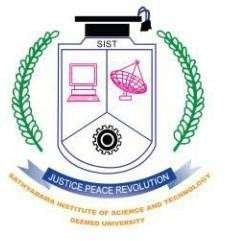 SIST
JUSTICE PEACE REVOLUTION
SATHYABAMA INSTITUTE OF SCIENCE AND TECHNOLOGY
DEEMED UNIVERSITY